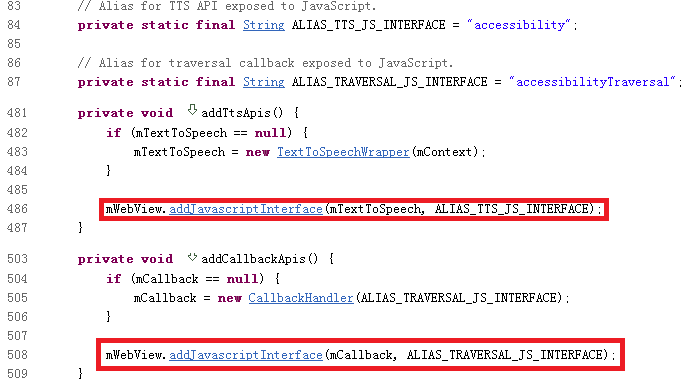 83 // Alias for TTS API exposed to JavaScript.
84 private static final String ALIAS_TTS_JS_INTERFACE = "accessibility";
85
86 // Alias for traversal callback exposed to JavaScript.
87 private static final String ALIAS_TRAVERSAL_JS_INTERFACE = "accessibilityTraversal";
481 private void addTtsApis() {
482 if (mTextToSpeech == null) {
483 mTextToSpeech = new TextToSpeechWrapper(mContext);
484 }
485
486 mWebView.addJavascriptInterface(mTextToSpeech, ALIAS_TTS_JS_INTERFACE);
487 }
503 private void addCallbackApis() {
504 if (mCallback == null) {
505 mCallback = new CallbackHandler(ALIAS_TRAVERSAL_JS_INTERFACE);
506 }
507
508 mWebView.addJavascriptInterface(mCallback, ALIAS_TRAVERSAL_JS_INTERFACE);
509 }